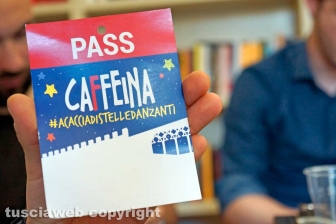 PASS
CAFFEINA
#ACACCIADISTELLEDANZANTI
tusciaweb copyright